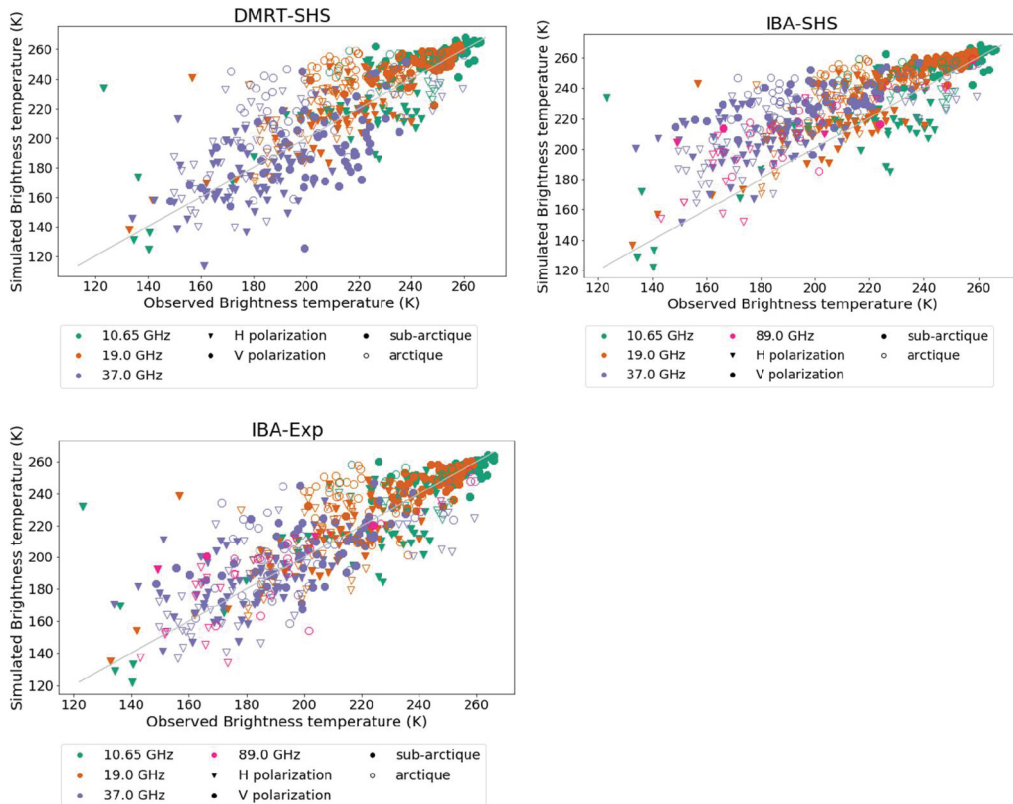 DMRT-SHS
Simulated Brightness temperature (K)
260
240
220
200
180
160
140
120
120 140 160 180 200 220 240 260
Observed Brightness temperature (K)
10.65 GHz H polarization sub-arctique
19.0 GHz V polarization arctique
37.0 GHz
IBA-SHS
Simulated Brightness temperature (K)
260
240
220
200
180
160
140
120
120 140 160 180 200 220 240 260
Observed Brightness temperature (K)
10.65 GHz 89.0 GHz sub-arctique
19.0 GHz H polarization arctique
37.0 GHz V polarization
IBA-Exp
Simulated Brightness temperature (K)
260
240
220
200
180
160
140
120
120 140 160 180 200 220 240 260
Observed Brightness temperature (K)
10.65 GHz 89.0 GHz sub-arctique
19.0 GHz H polarization arctique
37.0 GHz V polarization